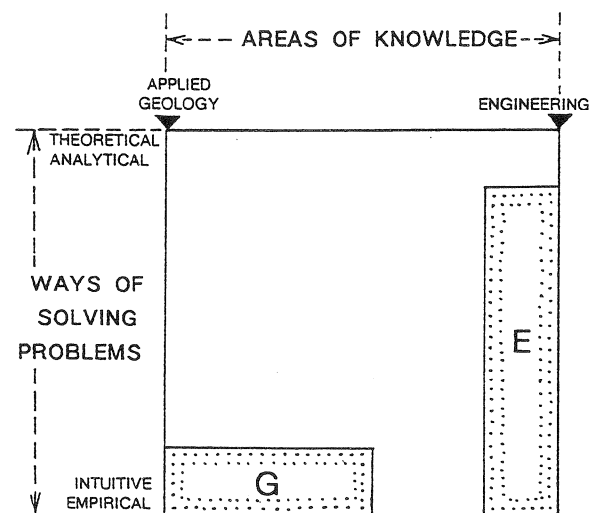 AREAS OF KNOWLEDGE
APPLIED
GEOLOGY
ENGINEERING
THEORETICAL
ANALYTICAL
WAYS OF
SOLVING
PROBLEMS
E
G
INTUITIVE
EMPIRICAL